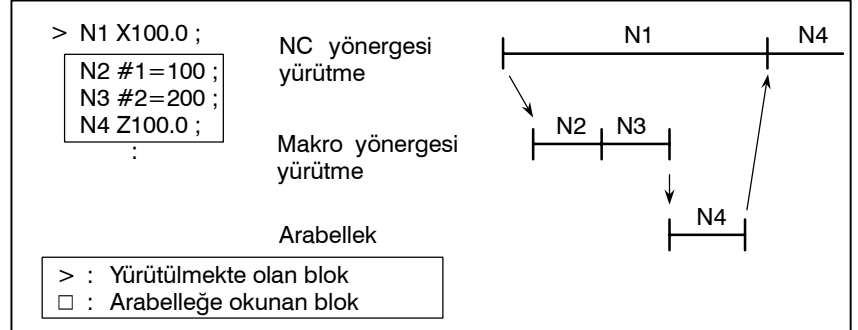 > N1 X100.0 ;
N2 #1=100 ;
N3 #2=200 ;
N4 Z100.0 ;
:
NC yönergesi
yürütme
N1
N4
Makro yönergesi
yürütme
N2
N3
Arabellek
N4
> : Yürütülmekte olan blok
□ : Arabelleğe okunan blok